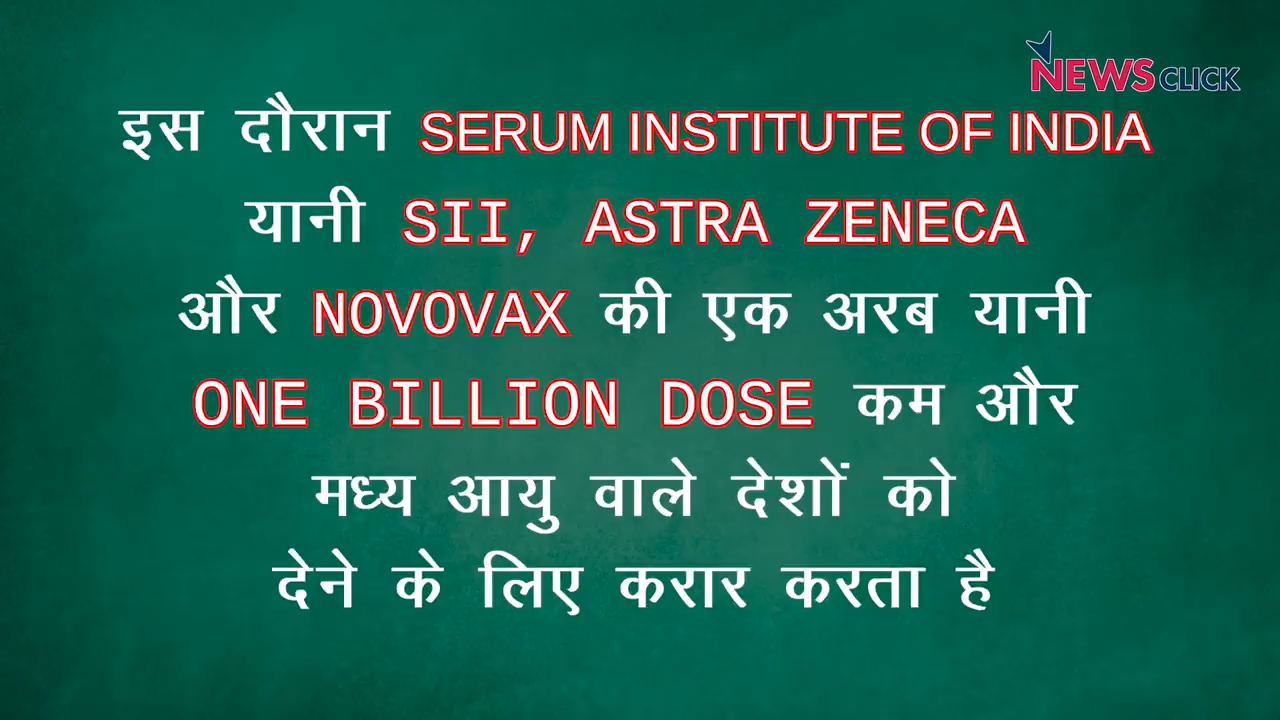 NEWSCLICK
इस दौरान SERUM INSTITUTE OF INDIA
यानी SII, ASTRA ZENECA
और NOVOVAX की एक अरब यानी
ONE BILLION DOSE कम और
मध्य आयु वाले देशों को
देने के लिए करार करता है